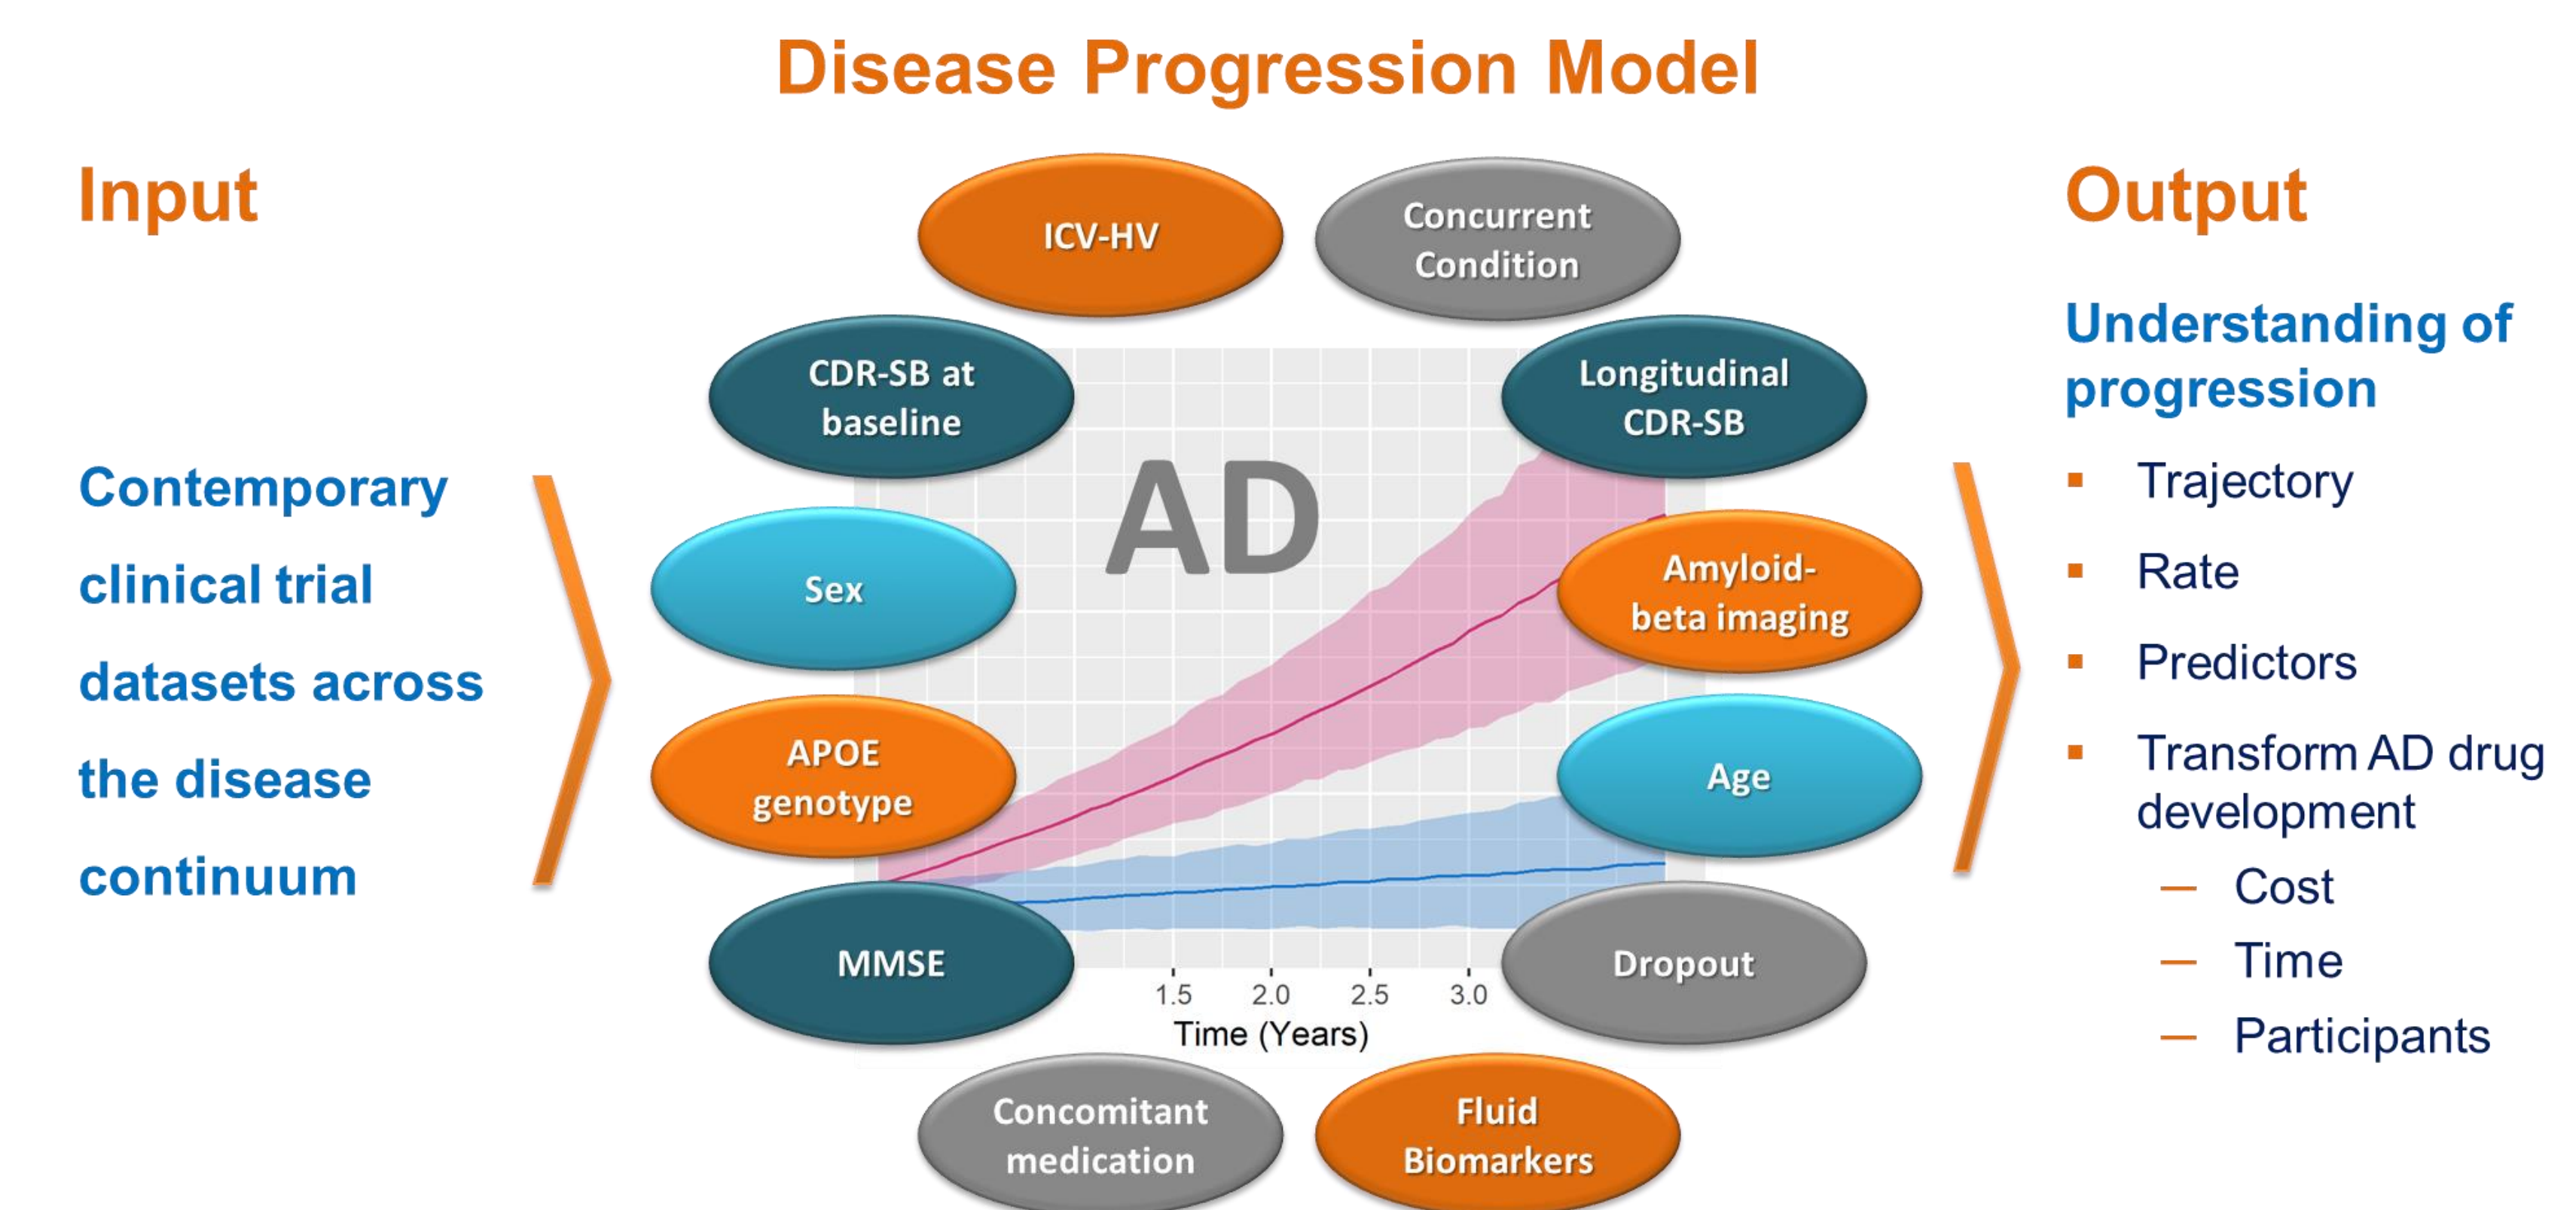 Disease Progression Model
Input
Contemporary
clinical trial
datasets across
the disease
continuum
ICV-HV
Concurrent
Condition
CDR-SB at
baseline
Longitudinal
CDR-SB
AD
Sex
Amyloid-
beta imaging
APOE
genotype
Age
MMSE
Dropout
1.5 2.0 2.5 3.0
Time (Years)
Concomitant
medication
Fluid
Biomarkers
Output
Understanding of
progression
▪ Trajectory
▪ Rate
▪ Predictors
▪ Transform AD drug
development
– Cost
– Time
– Participants